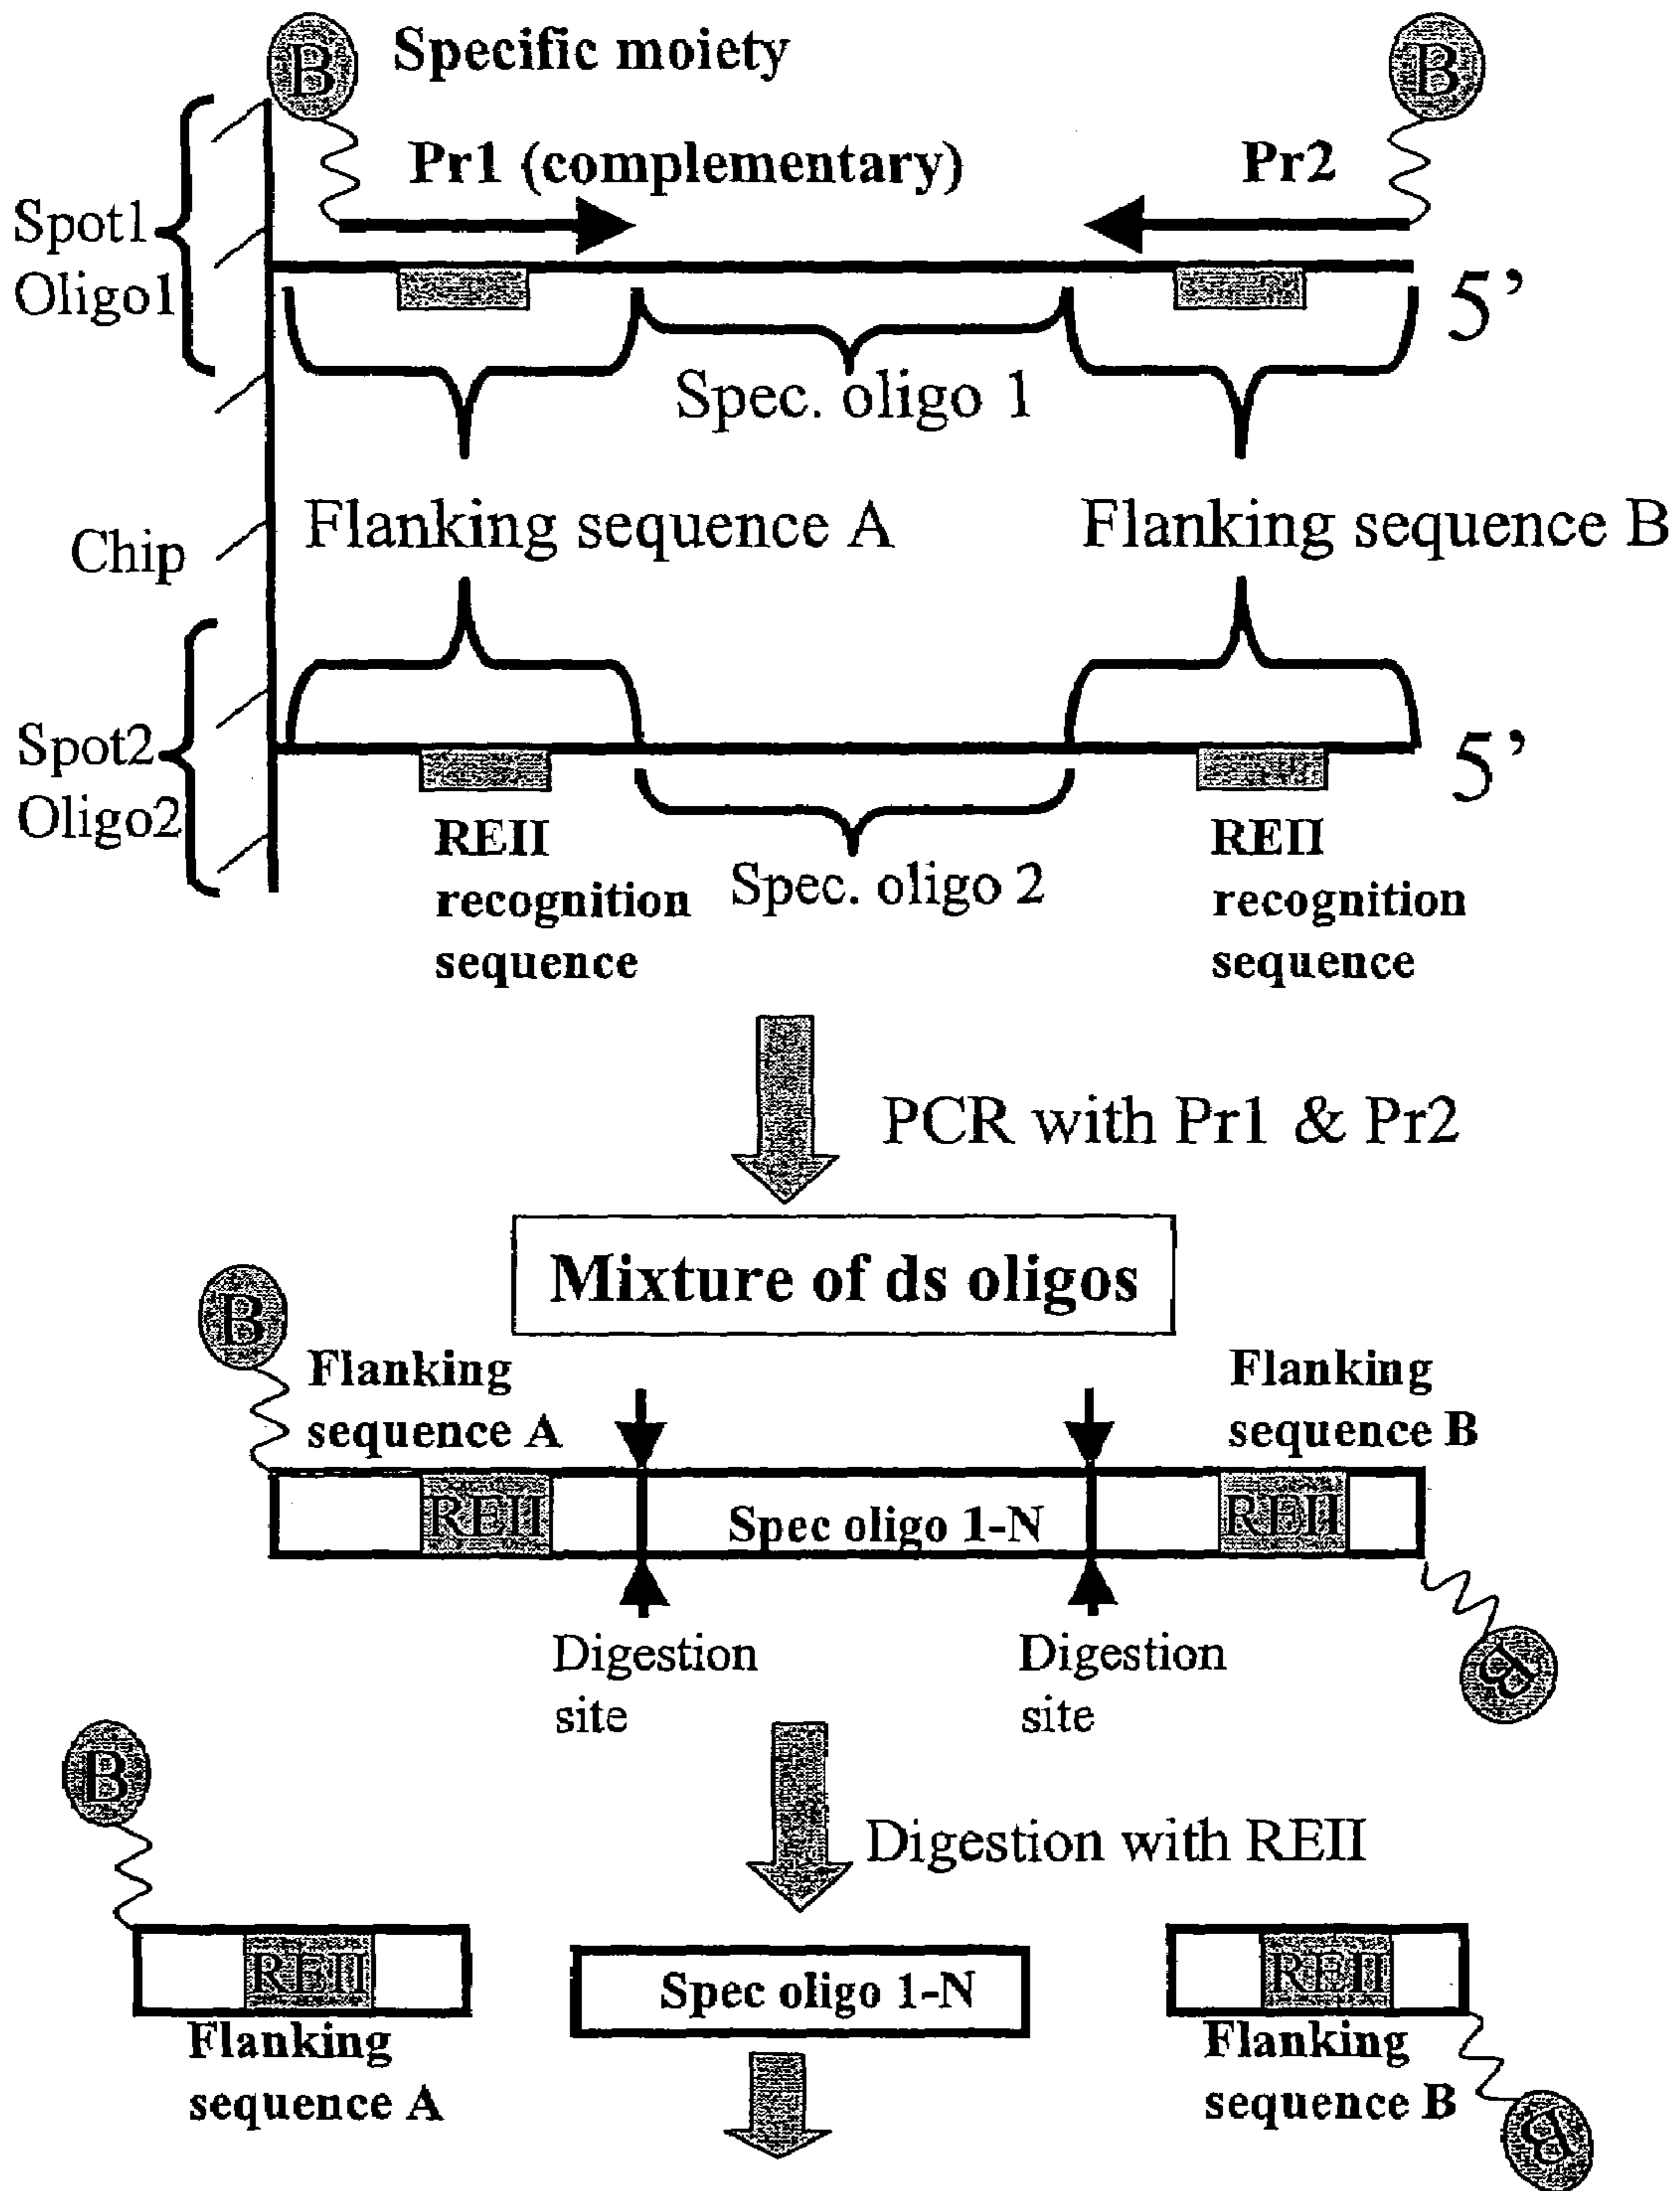 B
Specific moiety
B
Pr1 (complementary)
Pr2
Spot1
Oligo1
5’
Spec. oligo 1
Flanking sequence A
Flanking sequence B
Chip
Spot2
Oligo2
5’
REII
recognition
sequence
Spec. oligo 2
REII
recognition
sequence
PCR with Pr1 & Pr2
Mixture of ds oligos
B
Flanking
sequence A
Flanking
sequence B
REII
Spec oligo 1-N
REII
Digestion
site
Digestion
site
B
B
Digestion with REII
REII
Spec oligo 1-N
REII
Flanking
sequence A
Flanking
sequence B
B